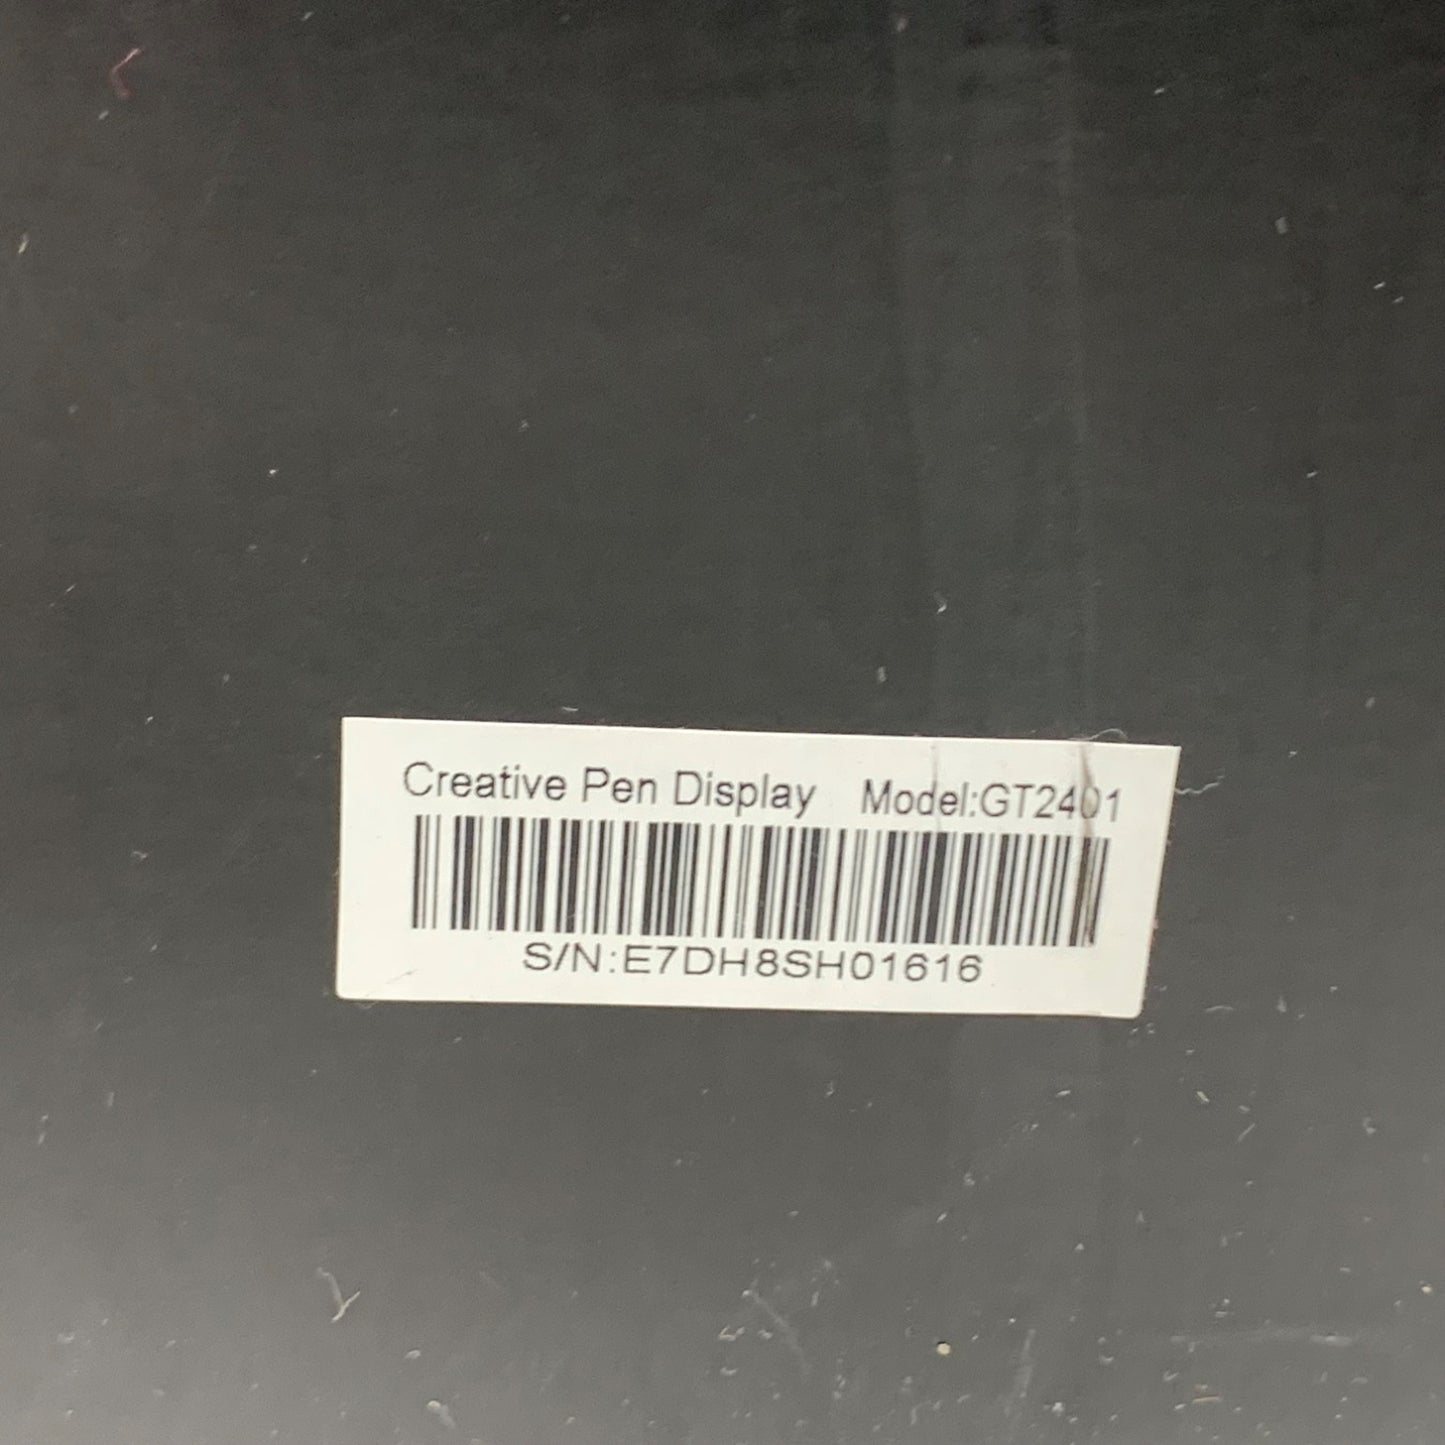 Creative Pen Display Model:GT2401
S/N:E7DH8SH01616